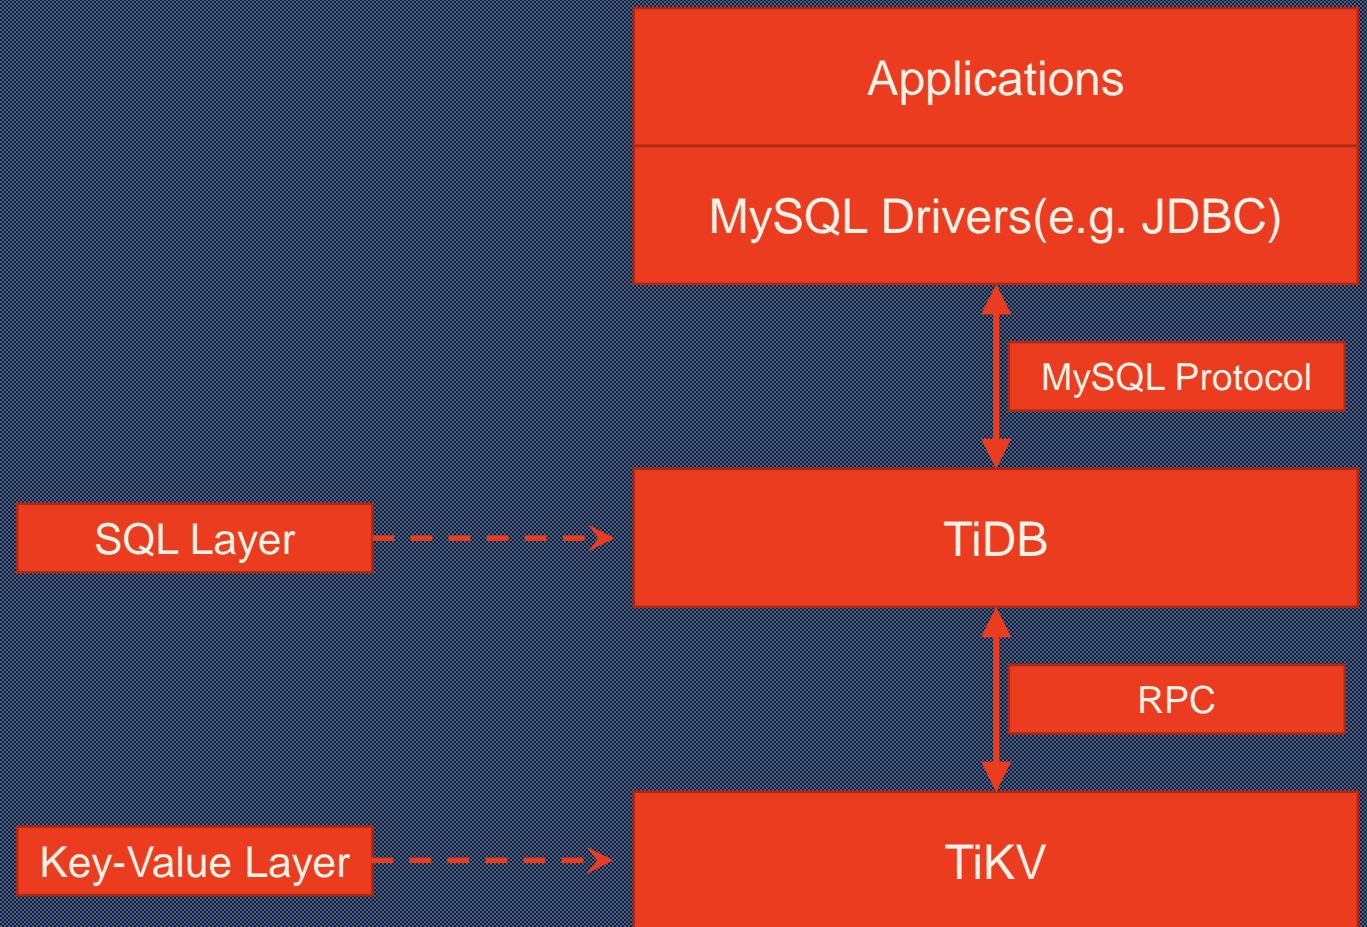 Applications
MySQL Drivers(e.g. JDBC)
MySQL Protocol
SQL Layer
TiDB
RPC
Key-Value Layer
TiKV